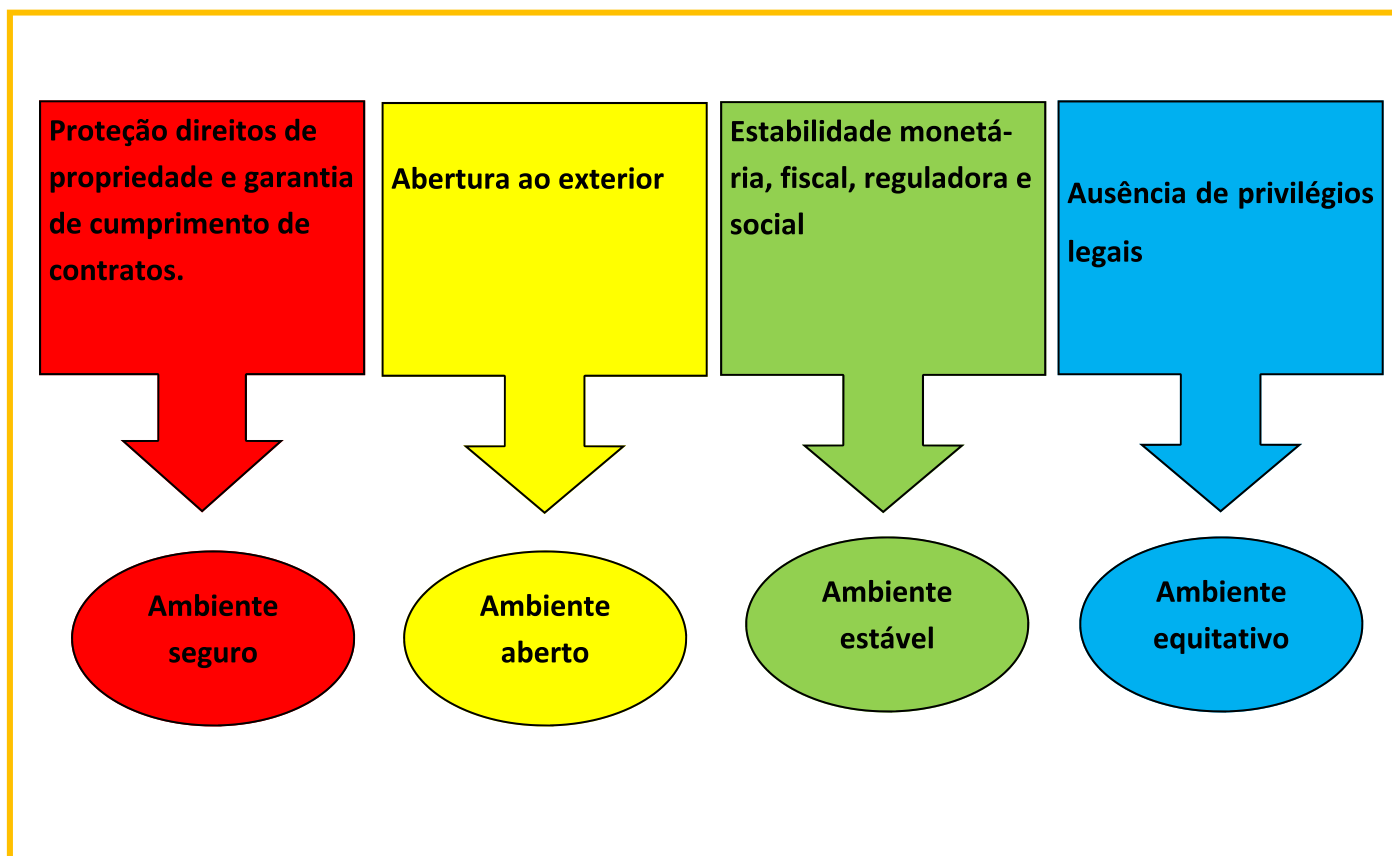 Proteção direitos de
propriedade e garantia
de cumprimento de
contratos.
Abertura ao exterior
Estabilidade monetá-
ria, fiscal, reguladora e
social
Ausência de privilégios
legais
Ambiente
seguro
Ambiente
aberto
Ambiente
estável
Ambiente
equitativo